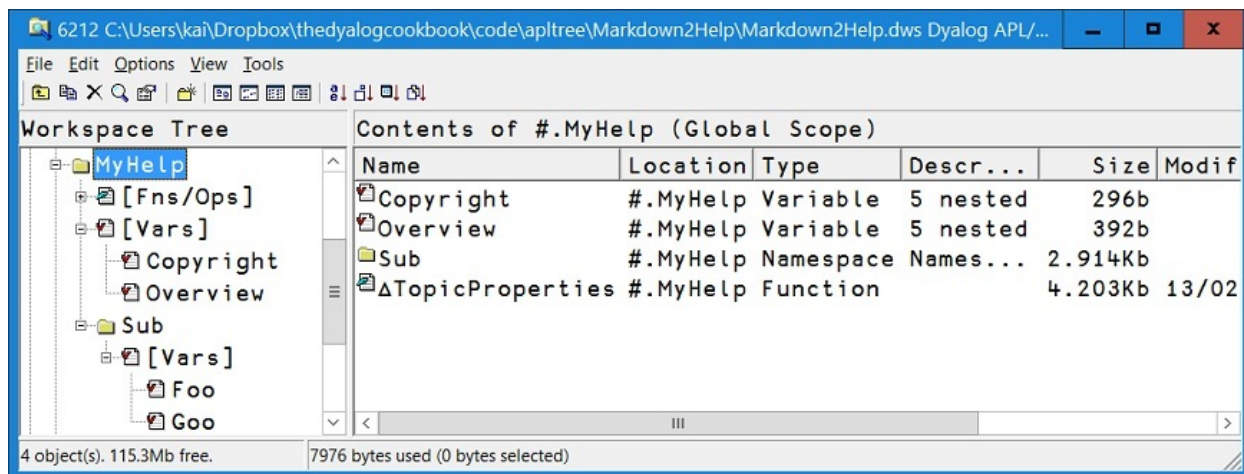 6212 C:\Users\kai\Dropbox\thedyalogcookbook\code\apltree\Markdown2Help\Markdown2Help.dws Dyalog APL/...
File Edit Options View Tools
Workspace Tree
Contents of #.MyHelp (Global Scope)
MyHelp
[Fns/Ops]
[Vars]
Copyright
Overview
Sub
[Vars]
Foo
Goo
Name Location Type Descr... Size Modif
Copyright #.MyHelp Variable 5 nested 296b
Overview #.MyHelp Variable 5 nested 392b
Sub #.MyHelp Namespace Names... 2.914Kb
∆TopicProperties #.MyHelp Function 4.203Kb 13/02
4 object(s). 115.3Mb free.
7976 bytes used (0 bytes selected)